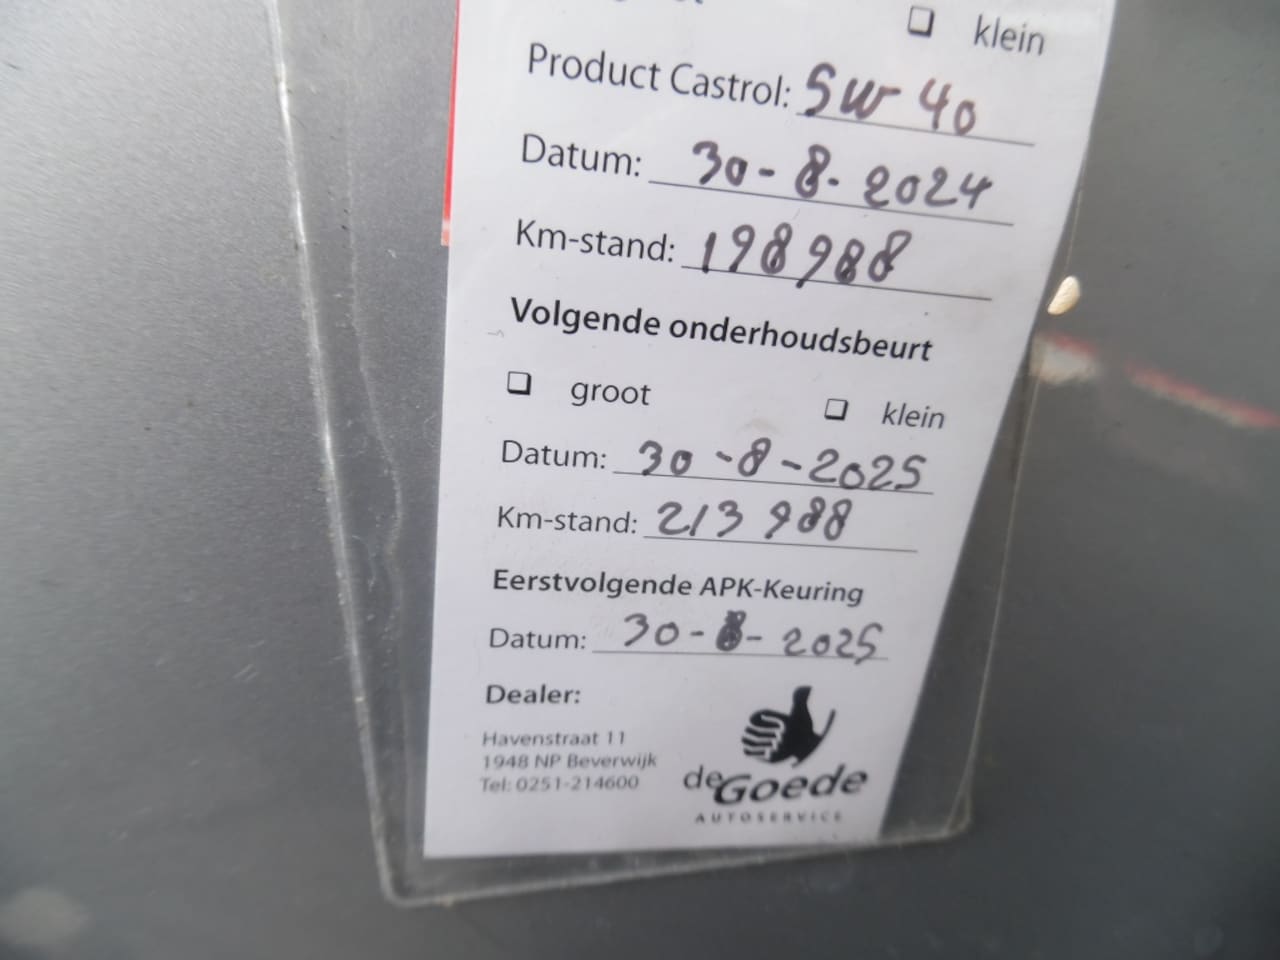 ❑ klein
Product Castrol: 5W 40
Datum: 30-8-2024
Km-stand: 198988
Volgende onderhoudsbeurt
❑ groot ❑ klein
Datum: 30-8-2025
Km-stand: 213988
Eerstvolgende APK-Keuring
Datum: 30-8-2025
Dealer:
Havenstraat 11
1948 NP Beverwijk
Tel: 0251-214600
de Goede
AUTOSERVICE